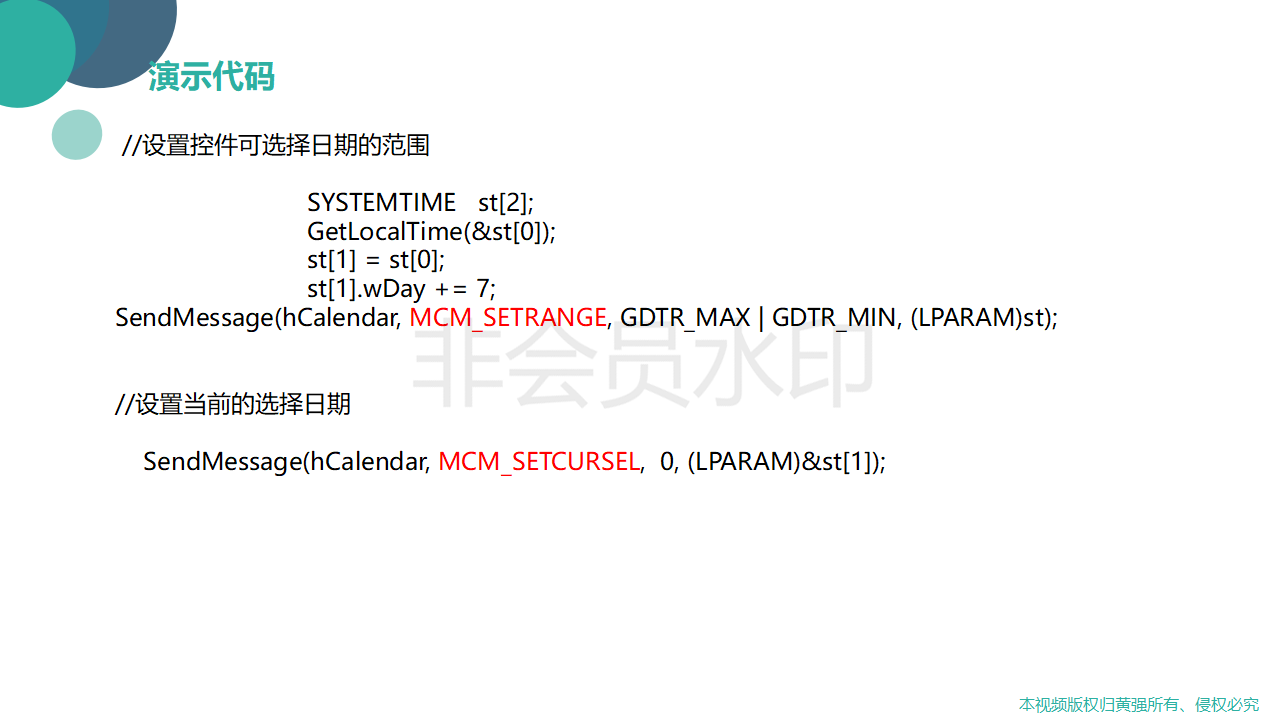 演示代码
//设置控件可选择日期的范围
SYSTEMTIME   st[2];
GetLocalTime(&st[0]);
st[1] = st[0];
st[1].wDay += 7;
SendMessage(hCalendar, MCM_SETRANGE, GDTR_MAX | GDTR_MIN, (LPARAM)st);
非会员水印
//设置当前的选择日期
SendMessage(hCalendar, MCM_SETCURSEL,  0, (LPARAM)&st[1]);
本视频版权归黄强所有、侵权必究